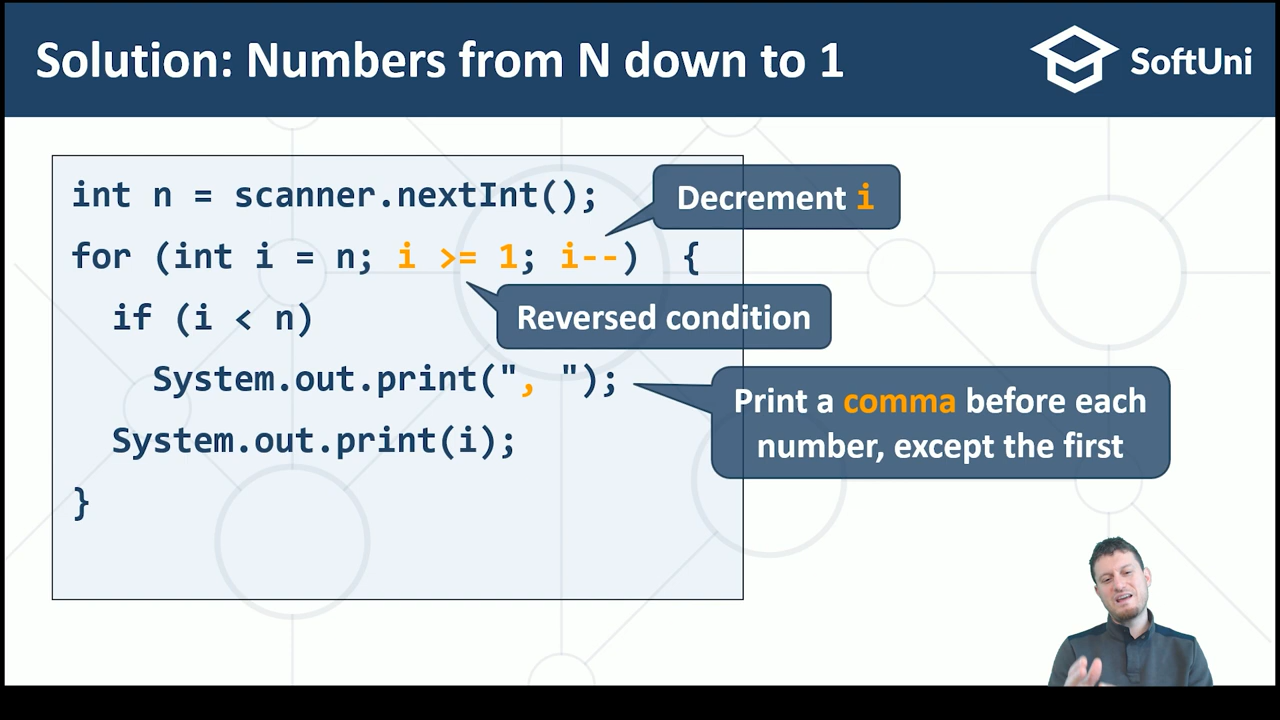 Solution: Numbers from N down to 1
SoftUni
int n = scanner.nextInt();
Decrement i
for (int i = n; i >= 1; i--)  {
Reversed condition
if (i < n)
System.out.print(", ");
Print a comma before each
number, except the first
System.out.print(i);
}